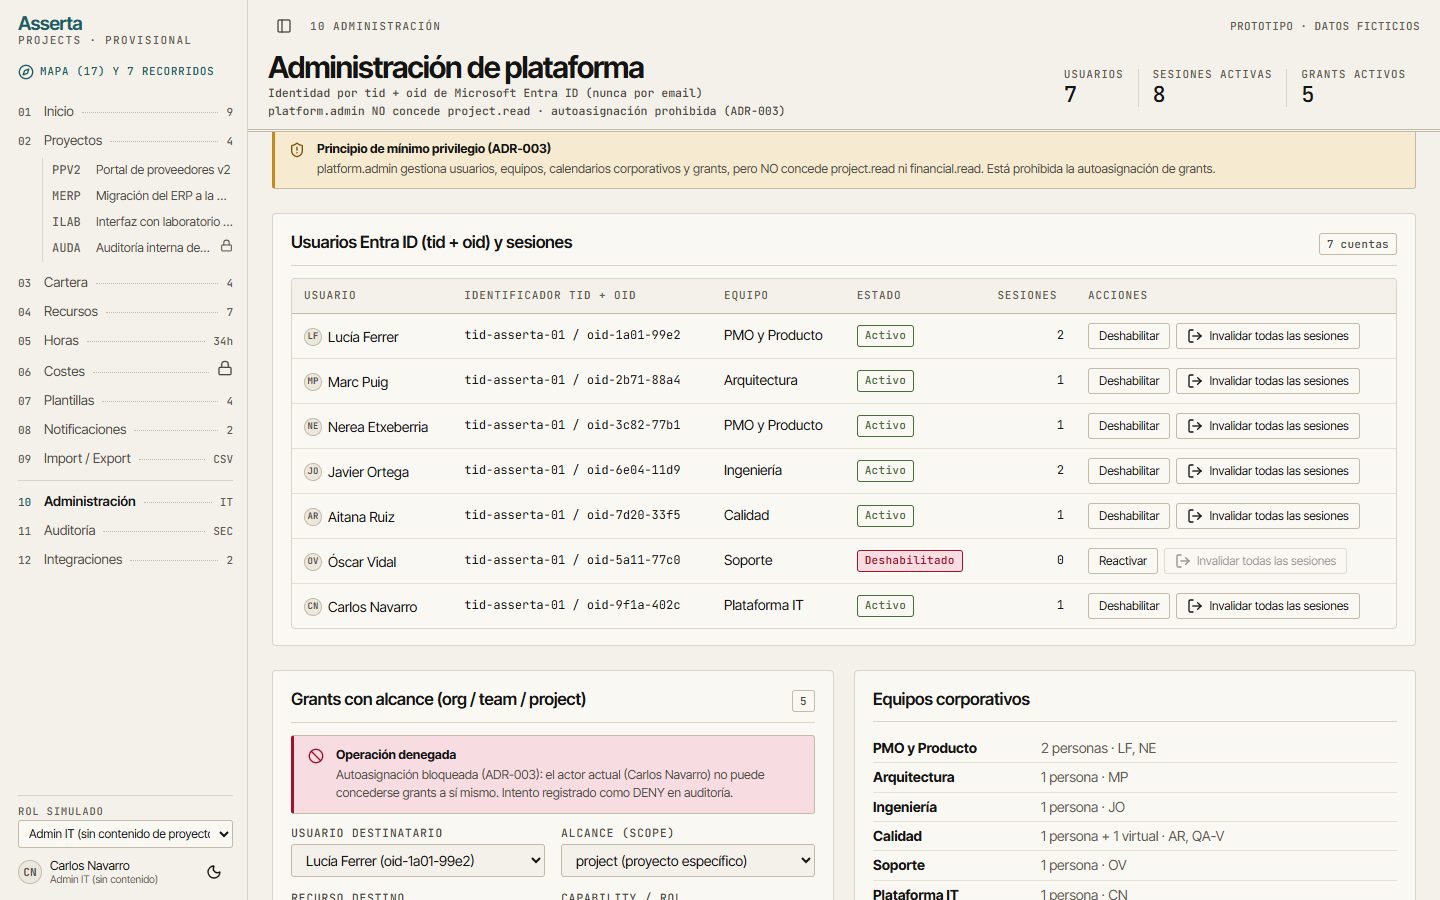 Asserta
PROJECTS · PROVISIONAL
MAPA (17) Y 7 RECORRIDOS
01 Inicio 9
02 Proyectos 4
PPV2 Portal de proveedores v2
MERP Migración del ERP a la ...
ILAB Interfaz con laboratorio ...
AUDA Auditoría interna de...
03 Cartera 4
04 Recursos 7
05 Horas 34h
06 Costes
07 Plantillas 4
08 Notificaciones 2
09 Import / Export CSV
10 Administración IT
11 Auditoría SEC
12 Integraciones 2
ROL SIMULADO
Admin IT (sin contenido de proyecto
CN Carlos Navarro
Admin IT (sin contenido)
10 ADMINISTRACIÓN
PROTOTIPO · DATOS FICTICIOS
Administración de plataforma
Identidad por tid + oid de Microsoft Entra ID (nunca por email)
platform.admin NO concede project.read · autoasignación prohibida (ADR-003)
USUARIOS SESIONES ACTIVAS GRANTS ACTIVOS
7 8 5
Principio de mínimo privilegio (ADR-003)
platform.admin gestiona usuarios, equipos, calendarios corporativos y grants, pero NO concede project.read ni financial.read. Está prohibida la autoasignación de grants.
Usuarios Entra ID (tid + oid) y sesiones 7 cuentas
USUARIO IDENTIFICADOR TID + OID EQUIPO ESTADO SESIONES ACCIONES
LF Lucía Ferrer tid-asserta-01 / oid-1a01-99e2 PMO y Producto Activo 2 Deshabilitar Invalidar todas las sesiones
MP Marc Puig tid-asserta-01 / oid-2b71-88a4 Arquitectura Activo 1 Deshabilitar Invalidar todas las sesiones
NE Nerea Etxeberria tid-asserta-01 / oid-3c82-77b1 PMO y Producto Activo 1 Deshabilitar Invalidar todas las sesiones
JO Javier Ortega tid-asserta-01 / oid-6e04-11d9 Ingeniería Activo 2 Deshabilitar Invalidar todas las sesiones
AR Aitana Ruiz tid-asserta-01 / oid-7d20-33f5 Calidad Activo 1 Deshabilitar Invalidar todas las sesiones
OV Óscar Vidal tid-asserta-01 / oid-5a11-77c0 Soporte Deshabilitado 0 Reactivar Invalidar todas las sesiones
CN Carlos Navarro tid-asserta-01 / oid-9f1a-402c Plataforma IT Activo 1 Deshabilitar Invalidar todas las sesiones
Grants con alcance (org / team / project) 5
Operación denegada
Autoasignación bloqueada (ADR-003): el actor actual (Carlos Navarro) no puede
concederse grants a sí mismo. Intento registrado como DENY en auditoría.
USUARIO DESTINATARIO ALCANCE (SCOPE)
Lucía Ferrer (oid-1a01-99e2) project (proyecto específico)
RECURSO DESTINO CAPABILITY / ROL
Equipos corporativos
PMO y Producto 2 personas · LF, NE
Arquitectura 1 persona · MP
Ingeniería 1 persona · JO
Calidad 1 persona + 1 virtual · AR, QA-V
Soporte 1 persona · OV
Plataforma IT 1 persona · CN